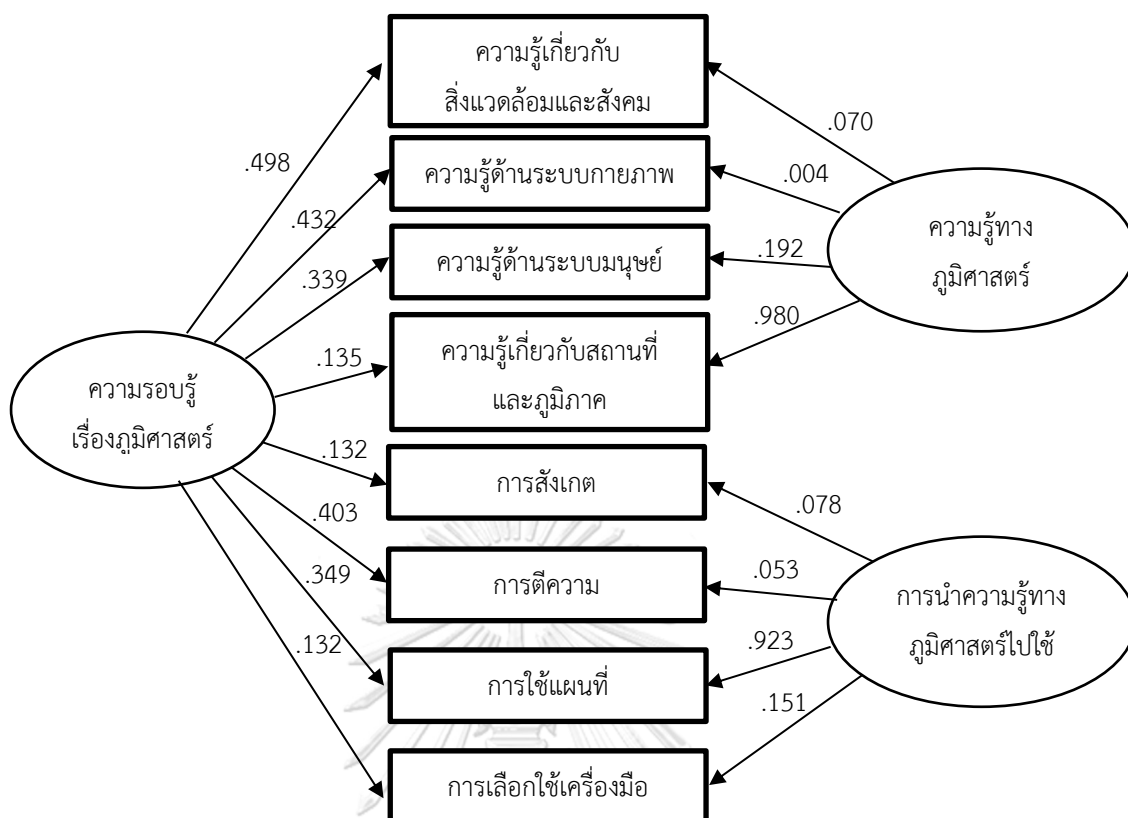 ความรู้เกี่ยวกับ
สิ่งแวดล้อมและสังคม
.070
.498
.004
ความรู้ด้านระบบกายภาพ
.432
ความรู้ทาง
ภูมิศาสตร์
.192
ความรู้ด้านระบบมนุษย์
.339
.980
ความรู้เกี่ยวกับสถานที่
และภูมิภาค
.135
ความรอบรู้
เรื่องภูมิศาสตร์
.132
การสังเกต
.078
.403
การตีความ
.053
การนำความรู้ทาง
ภูมิศาสตร์ไปใช้
.349
.923
.132
การใช้แผนที่
.151
การเลือกใช้เครื่องมือ